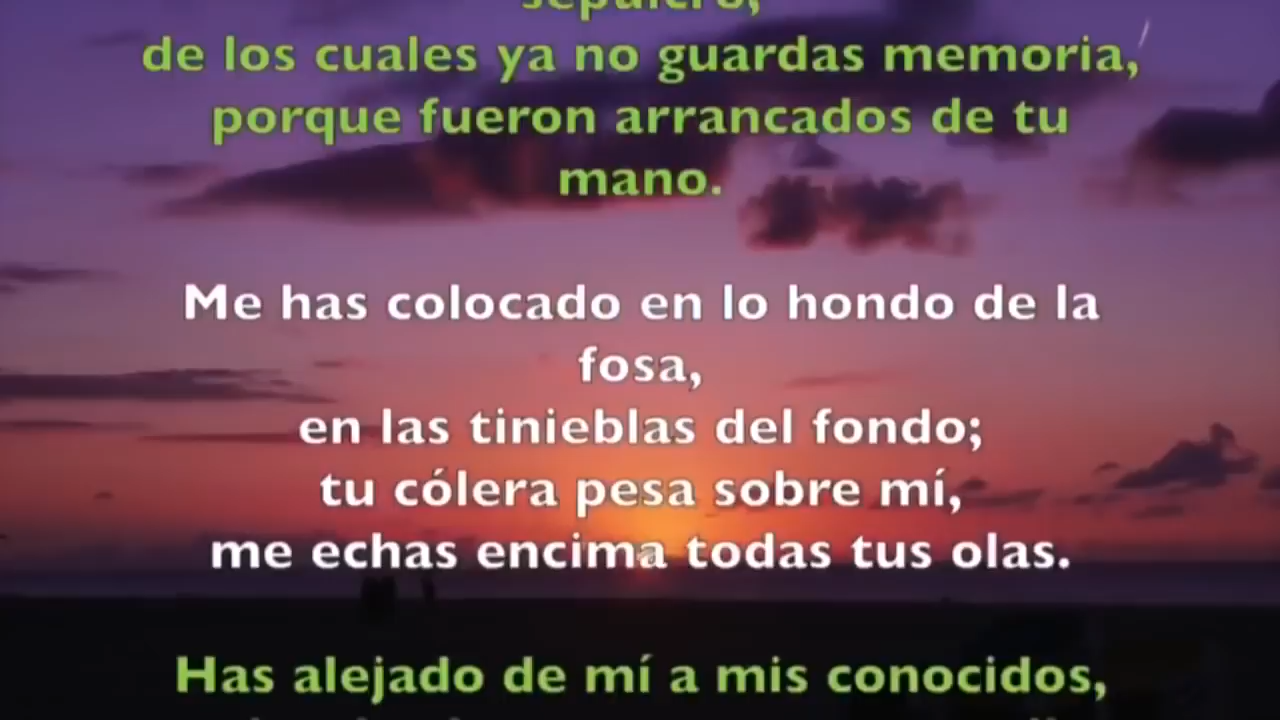 sepulcro,
de los cuales ya no guardas memoria,
porque fueron arrancados de tu
mano.
Me has colocado en lo hondo de la
fosa,
en las tinieblas del fondo;
tu cólera pesa sobre mí,
me echas encima todas tus olas.
Has alejado de mí a mis conocidos,